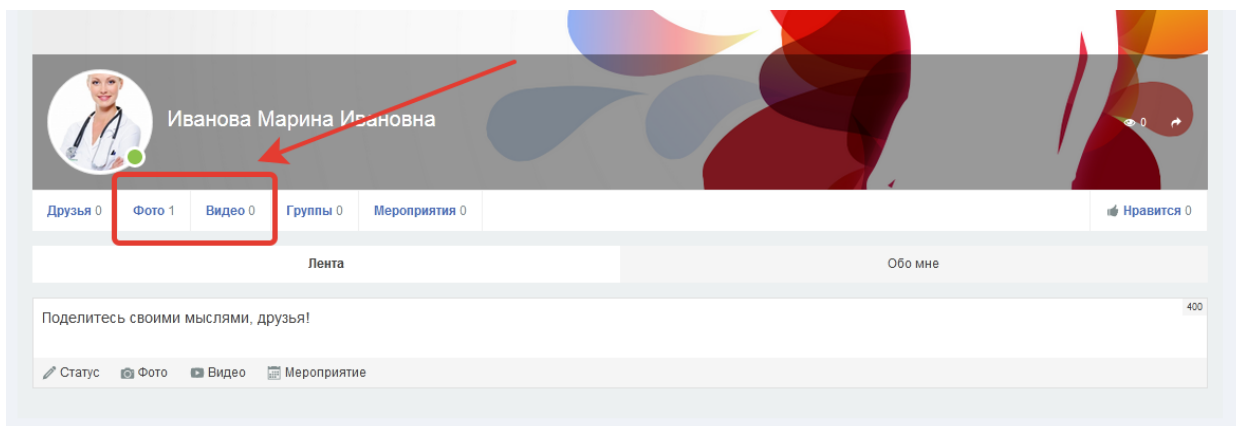 Иванова Марина Ивановна
0
Друзья 0 Фото 1 Видео 0 Группы 0 Мероприятия 0 Нравится 0
Лента Обо мне
Поделитесь своими мыслями, друзья! 400
Статус Фото Видео Мероприятие